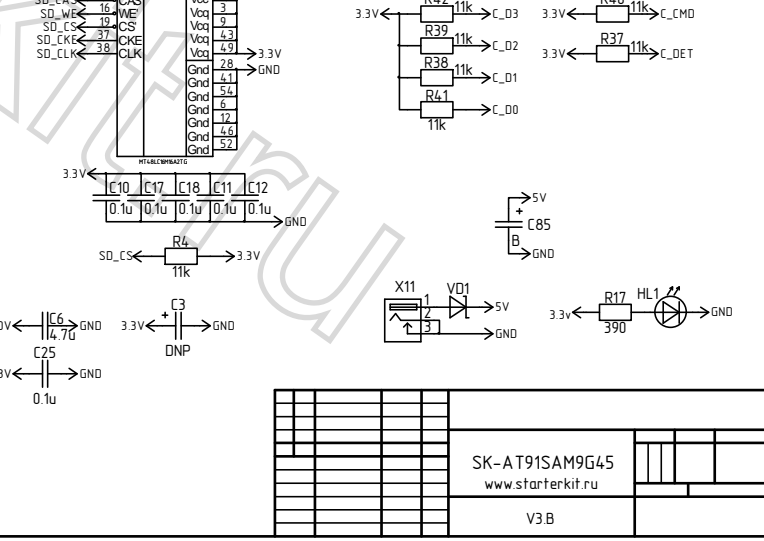 SD_CAS CAS Vcc
SD_WE 16 WE Vcq 3
SD_CS 19 CS Vcq 9
SD_CKE 37 CKE Vcq 43
SD_CLK 38 CLK Vcq 49 3.3V
Gnd 28 GND
Gnd 41
Gnd 54
Gnd 6
Gnd 12
Gnd 46
Gnd 52
MT48LC16M16A2TG
R42 11k C_D3
3.3V
R39 11k C_D2
R38 11k C_D1
R41 C_D0
11k
11k C_CMD
3.3V
R37 11k C_DET
3.3V
3.3V
C10 C17 C18 C11 C12
0.1u 0.1u 0.1u 0.1u 0.1u GND
SD_CS R4 3.3V
11k
5V
+ C85
B
GND
C6 GND
4.7u
3.3V + C3 GND
DNP
C25 GND
0.1u
X11 VD1
1 5V
2
3 GND
3.3v R17 HL1 GND
390
kit.ru
SK-AT91SAM9G45
www.starterkit.ru
V3.B